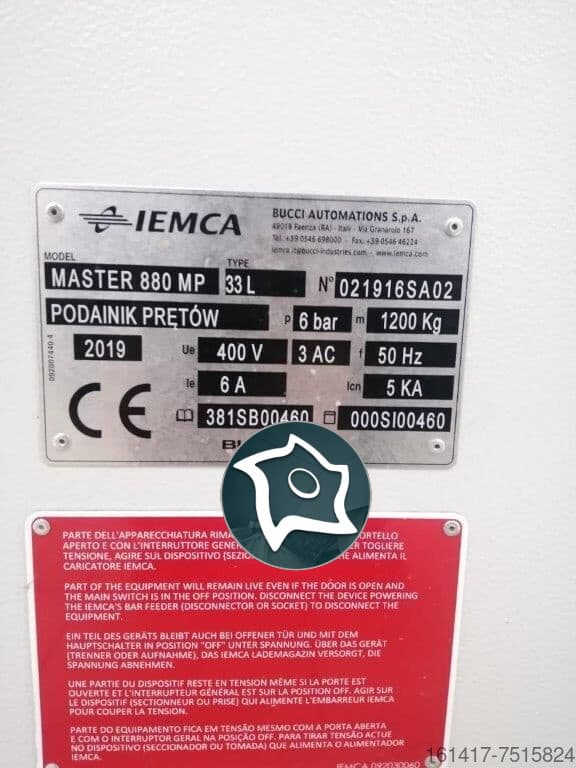 IEMCA
BUCCI AUTOMATIONS S.p.A.
48018 Faenza (RA) - Italy - Via Granarolo 167
Tel. +39 0546 698000 - Fax. +39 0546 46224
iemca.it@bucci-industries.com - www.iemca.com
MODEL TYPE
MASTER 880 MP 33 L N° 021916SA02
PODAINIK PRĘTÓW p 6 bar m 1200 Kg
2019 Ue 400 V 3 AC f 50 Hz
Ie 6 A Icn 5 KA
CE 381SB00460 000SI00460
092007440.4
PARTE DELL'APPARECCHIATURA
APERTO E CON L'INTERRUTTORE TOGLIERE
TENSIONE, AGIRE SUL DISPOSITIVO ALIMENTA IL
CARICATORE IEMCA.
PART OF THE EQUIPMENT WILL REMAIN LIVE EVEN IF THE DOOR IS OPEN AND
THE MAIN SWITCH IS IN THE OFF POSITION. DISCONNECT THE DEVICE POWERING
THE IEMCA'S BAR FEEDER (DISCONNECTOR OR SOCKET) TO DISCONNECT THE
EQUIPMENT.
EIN TEIL DES GERÄTS BLEIBT AUCH BEI OFFENER TÜR UND MIT DEM
HAUPTSCHALTER IN POSITION "OFF" UNTER SPANNUNG. ÜBER DAS GERÄT
(TRENNER ODER AUFNAHME), DAS IEMCA LADEMAGAZIN VERSORGT, DIE
SPANNUNG ABNEHMEN.
UNE PARTIE DU DISPOSITIF RESTE EN TENSION MÊME SI LA PORTE EST
OUVERTE ET L'INTERRUPTEUR GÉNÉRAL EST SUR LA POSITION OFF. AGIR SUR
LE DISPOSITIF (SECTIONNEUR OU PRISE) QUI ALIMENTE L'EMBARREUR IEMCA
POUR COUPER LA TENSION.
PARTE DO EQUIPAMENTO FICA EM TENSÃO MESMO COM A PORTA ABERTA
E COM O INTERRUPTOR GERAL NA POSIÇÃO OFF. PARA TIRAR TENSÃO ACTUE
NO DISPOSITIVO (SECCIONADOR OU TOMADA) QUE ALIMENTA O ALIMENTADOR
IEMCA.
IEMCA 092030060
161417-7515824